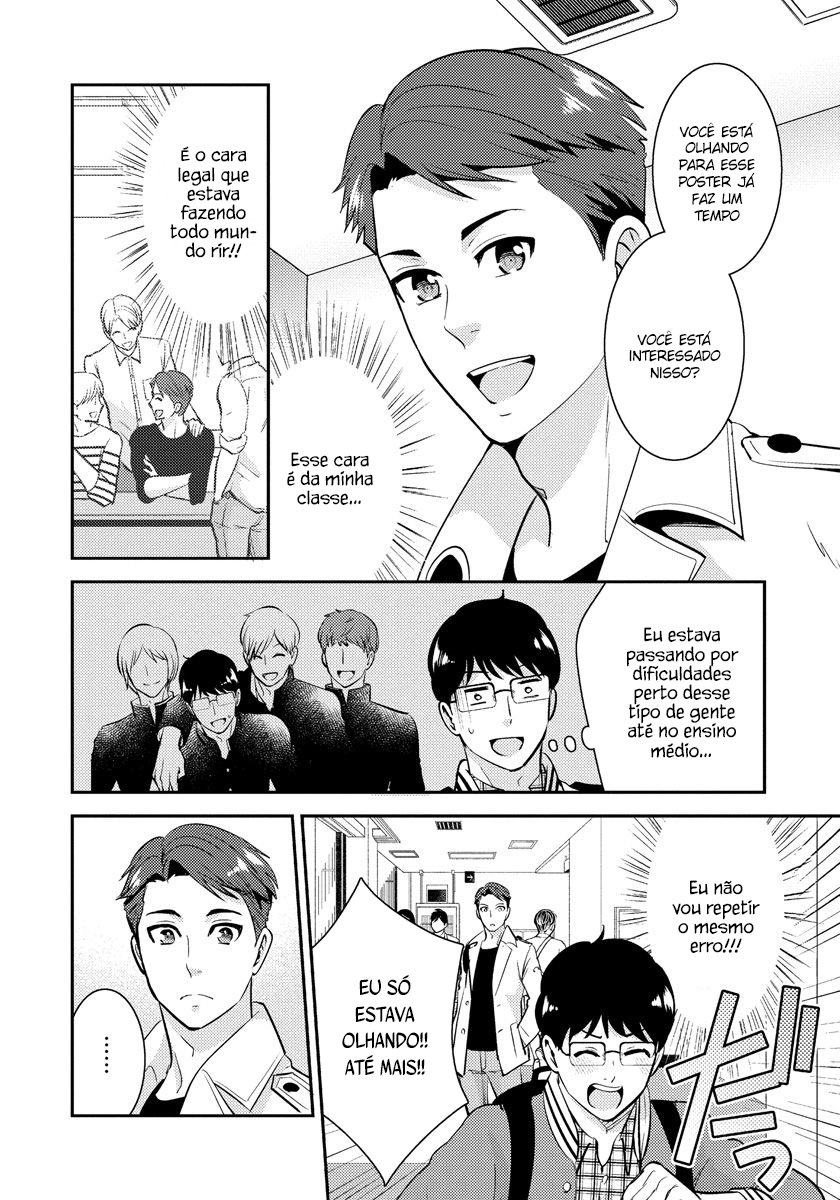 VOCÊ ESTÁ
OLHANDO
PARA ESSE
POSTER JÁ
FAZ UM
TEMPO
VOCÊ ESTÁ
INTERESSADO
NISSO?
Esse cara
é da minha
classe...
É o cara
legal que
estava
fazendo
todo mun-
do rír!!
Eu estava
passando por
dificuldades
perto desse
tipo de gente
até no ensino
médio...
Eu não
vou repetir
o mesmo
erro!!!
EU SÓ
ESTAVA
OLHANDO!!
ATÉ MAIS!!
ダッ
......